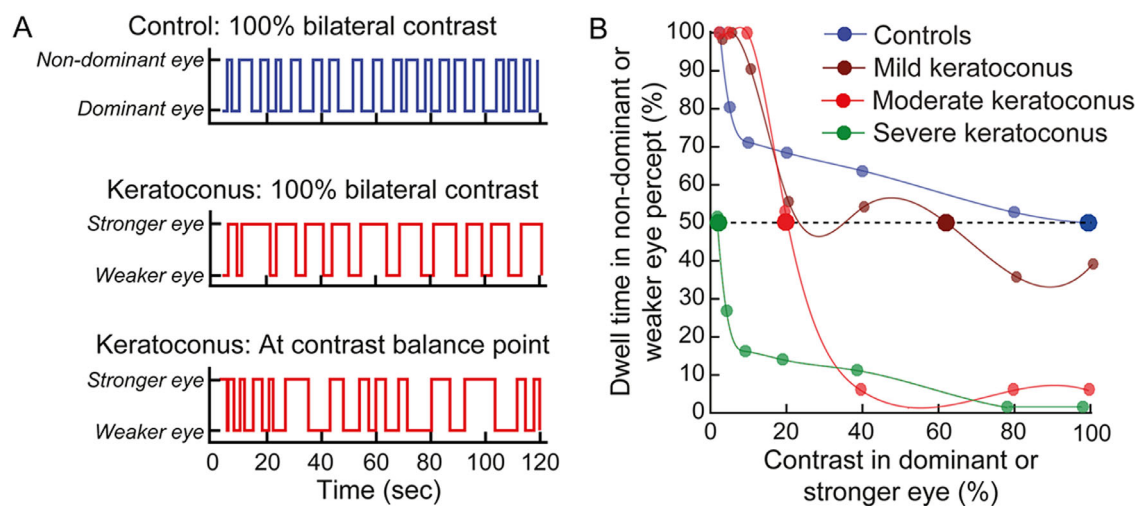 A
Control: 100% bilateral contrast
Non-dominant eye
Dominant eye
Keratoconus: 100% bilateral contrast
Stronger eye
Weaker eye
Keratoconus: At contrast balance point
Stronger eye
Weaker eye
0 20 40 60 80 100 120
Time (sec)
B
Dwell time in non-dominant or
weaker eye percept (%)
100
90
80
70
60
50
40
30
20
10
0
Controls
Mild keratoconus
Moderate keratoconus
Severe keratoconus
0 20 40 60 80 100
Contrast in dominant or
stronger eye (%)